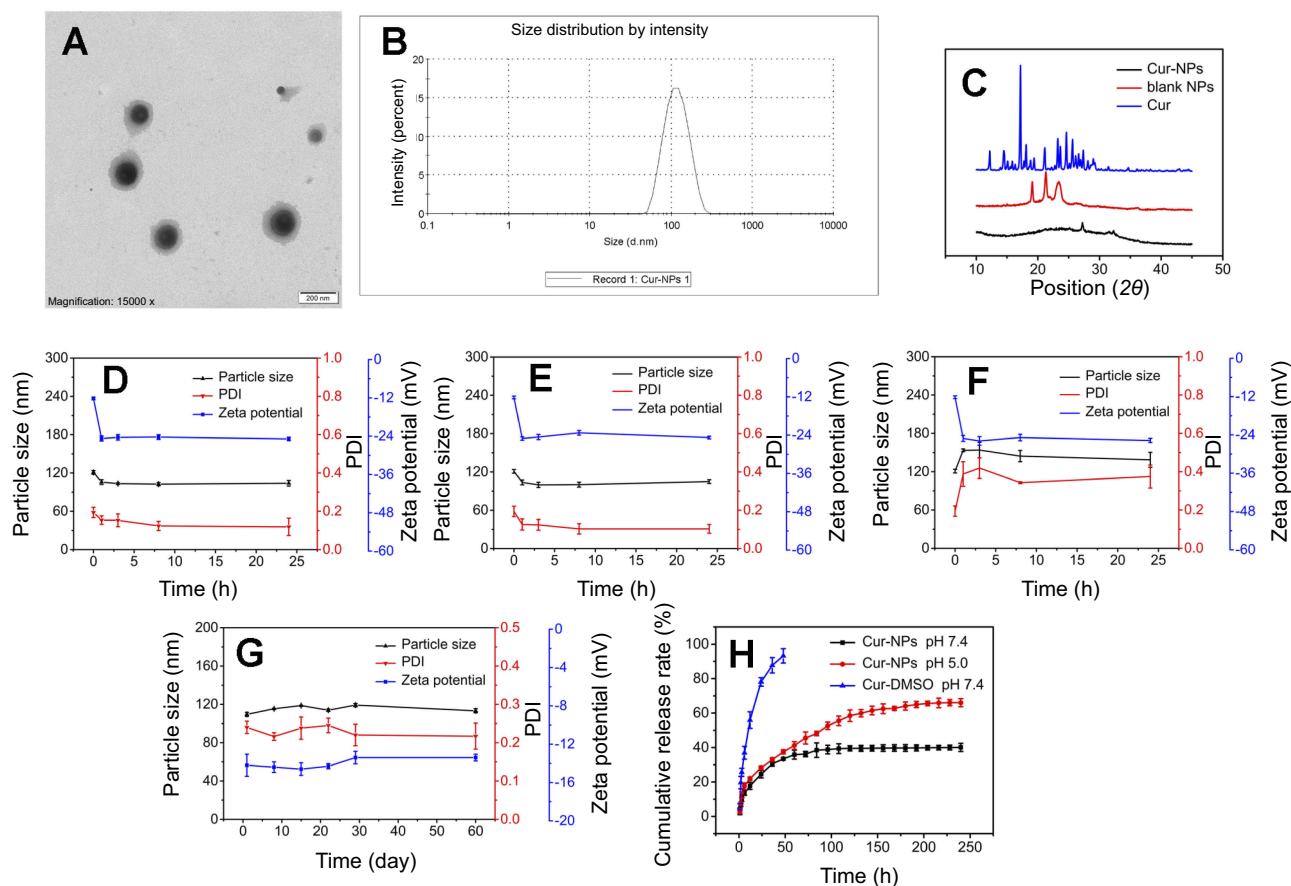 A
Magnification: 15000 x
200 nm
B
Size distribution by intensity
Intensity (percent)
20
15
10
5
0
0.1
1
10
100
1000
10000
Size (d.nm)
Record 1: Cur-NPs 1
C
Cur-NPs
blank NPs
Cur
10
20
30
40
50
Position (2θ)
D
Particle size (nm)
300
240
180
120
60
0
Particle size
PDI
Zeta potential
1.0
0.8
0.6
0.4
0.2
0.0
PDI
-0
-12
-24
-36
-48
-60
Zeta potential (mV)
0
5
10
15
20
25
Time (h)
E
Particle size (nm)
300
240
180
120
60
0
Particle size
PDI
Zeta potential
1.0
0.8
0.6
0.4
0.2
0.0
PDI
-0
-12
-24
-36
-48
-60
Zeta potential (mV)
0
5
10
15
20
25
Time (h)
F
Particle size (nm)
300
240
180
120
60
0
Particle size
PDI
Zeta potential
1.0
0.8
0.6
0.4
0.2
0.0
PDI
-0
-12
-24
-36
-48
-60
Zeta potential (mV)
0
5
10
15
20
25
Time (h)
G
Particle size (nm)
200
160
120
80
40
0
Particle size
PDI
Zeta potential
0.5
0.4
0.3
0.2
0.1
0.0
PDI
0
-4
-8
-12
-16
-20
Zeta potential (mV)
0
10
20
30
40
50
60
Time (day)
H
Cumulative release rate (%)
100
80
60
40
20
0
Cur-NPs pH 7.4
Cur-NPs pH 5.0
Cur-DMSO pH 7.4
0
50
100
150
200
250
Time (h)